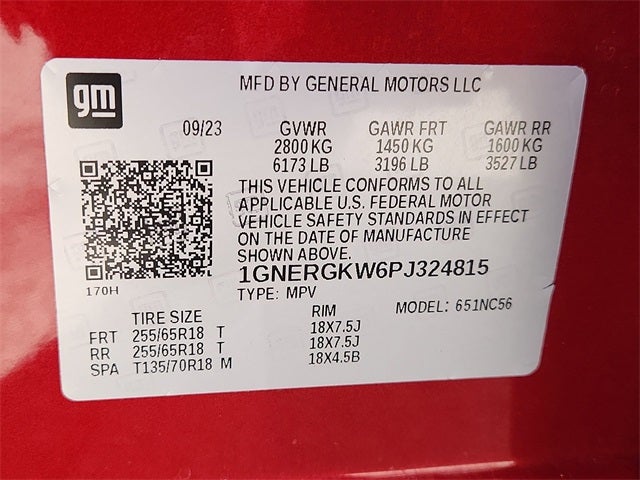 gm
MFD BY GENERAL MOTORS LLC
09/23 GVWR GAWR FRT GAWR RR
2800 KG 1450 KG 1600 KG
6173 LB 3196 LB 3527 LB
THIS VEHICLE CONFORMS TO ALL
APPLICABLE U.S. FEDERAL MOTOR
VEHICLE SAFETY STANDARDS IN EFFECT
ON THE DATE OF MANUFACTURE
SHOWN ABOVE.
1GNERGKW6PJ324815
170H
TYPE: MPV
MODEL: 651NC56
TIRE SIZE RIM
FRT 255/65R18 T 18X7.5J
RR 255/65R18 T 18X7.5J
SPA T135/70R18 M 18X4.5B